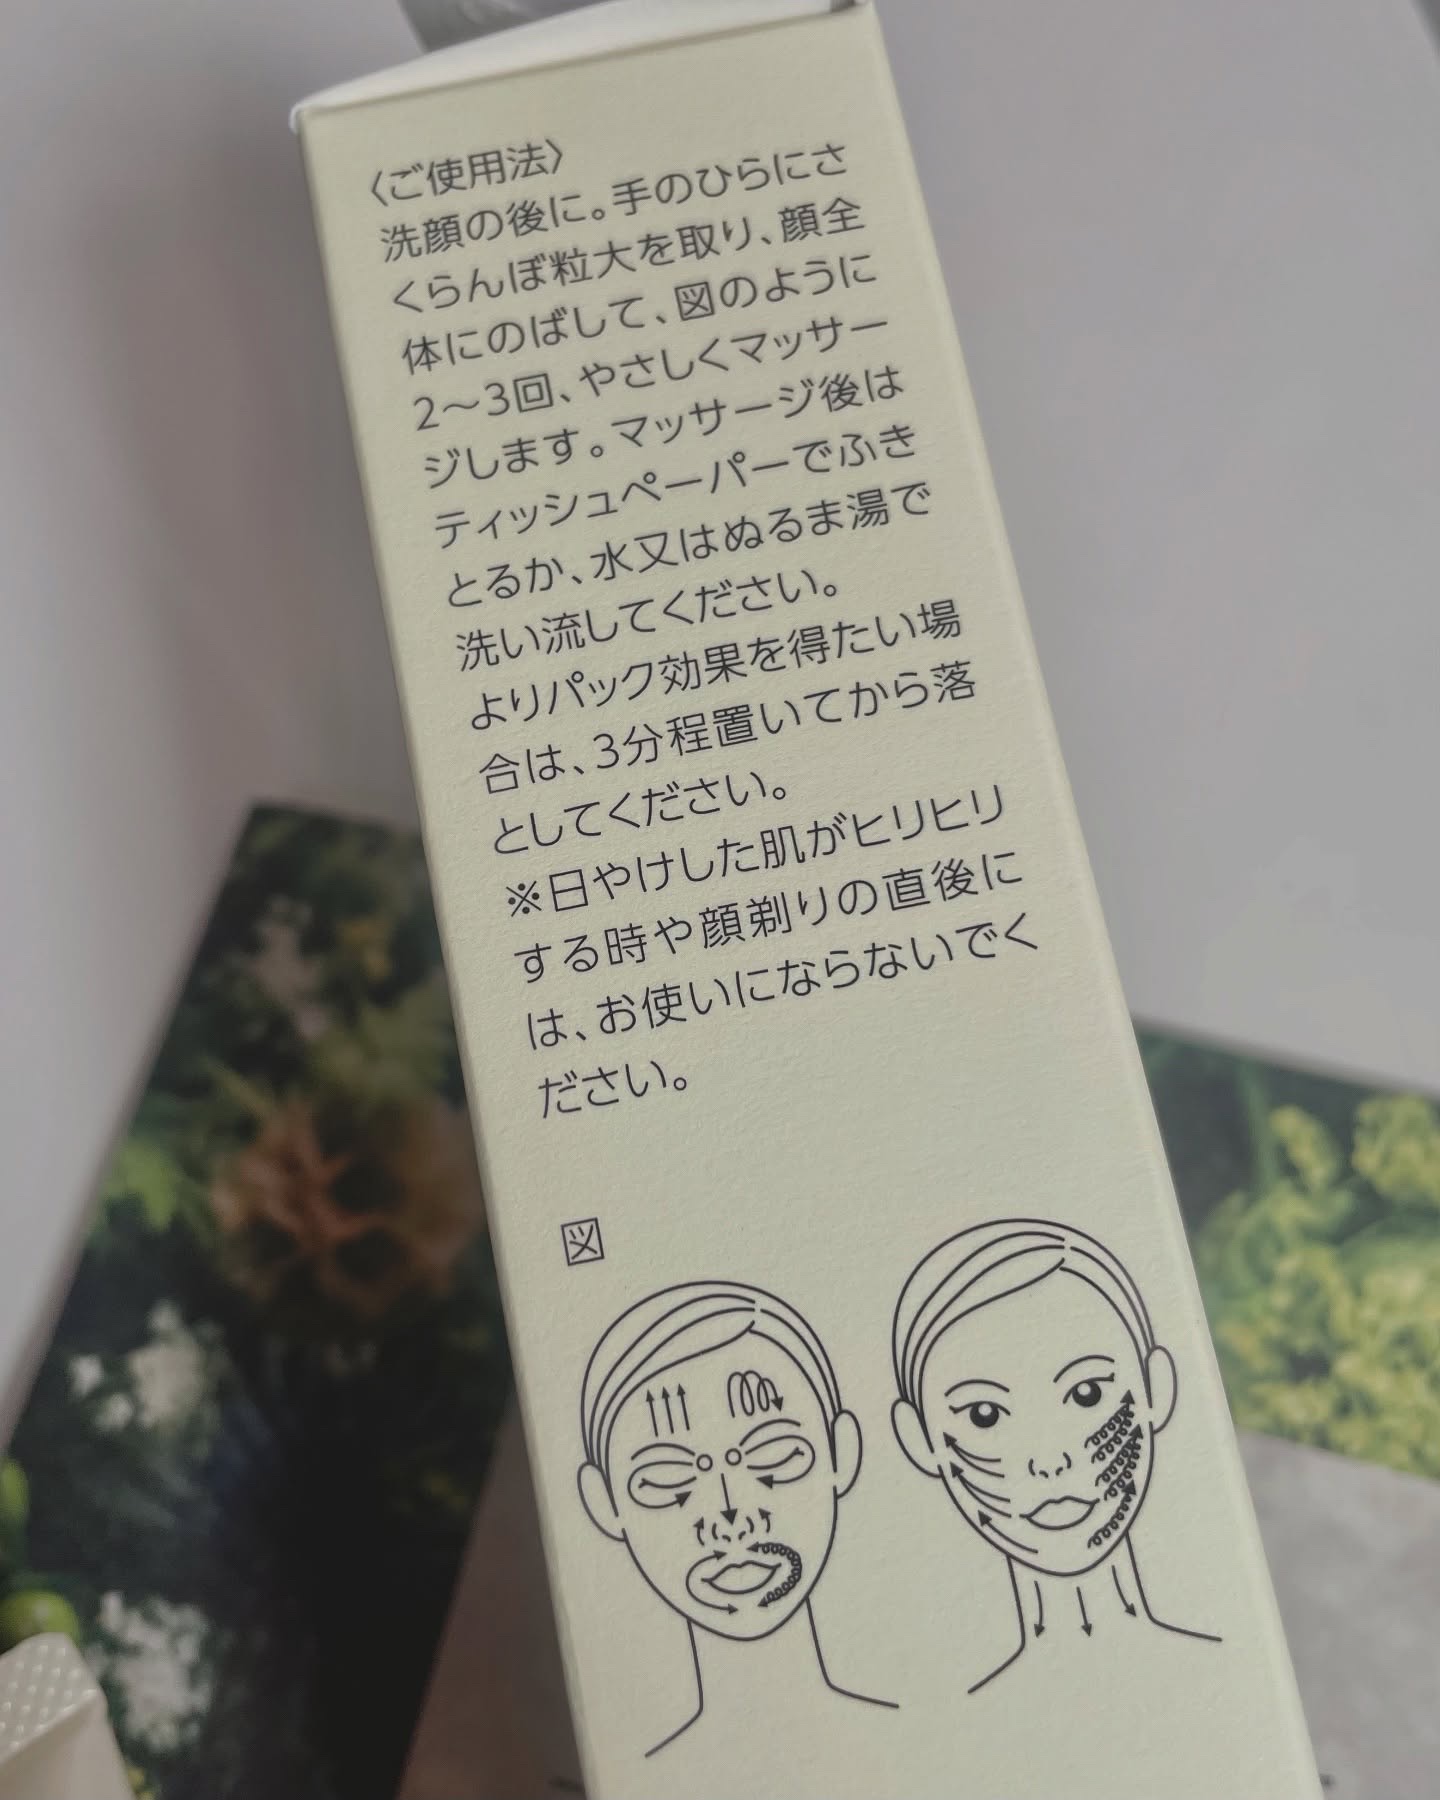 〈ご使用法〉
洗顔の後に。手のひらにさ
くらんぼ粒大を取り、顔全
体にのばして、図のように
2〜3回、やさしくマッサー
ジします。マッサージ後は
ティッシュペーパーでふき
とるか、水又はぬるま湯で
洗い流してください。
よりパック効果を得たい場
合は、3分程置いてから落
としてください。
※日やけした肌がヒリヒリ
する時や顔剃りの直後に
は、お使いにならないでく
ださい。
図